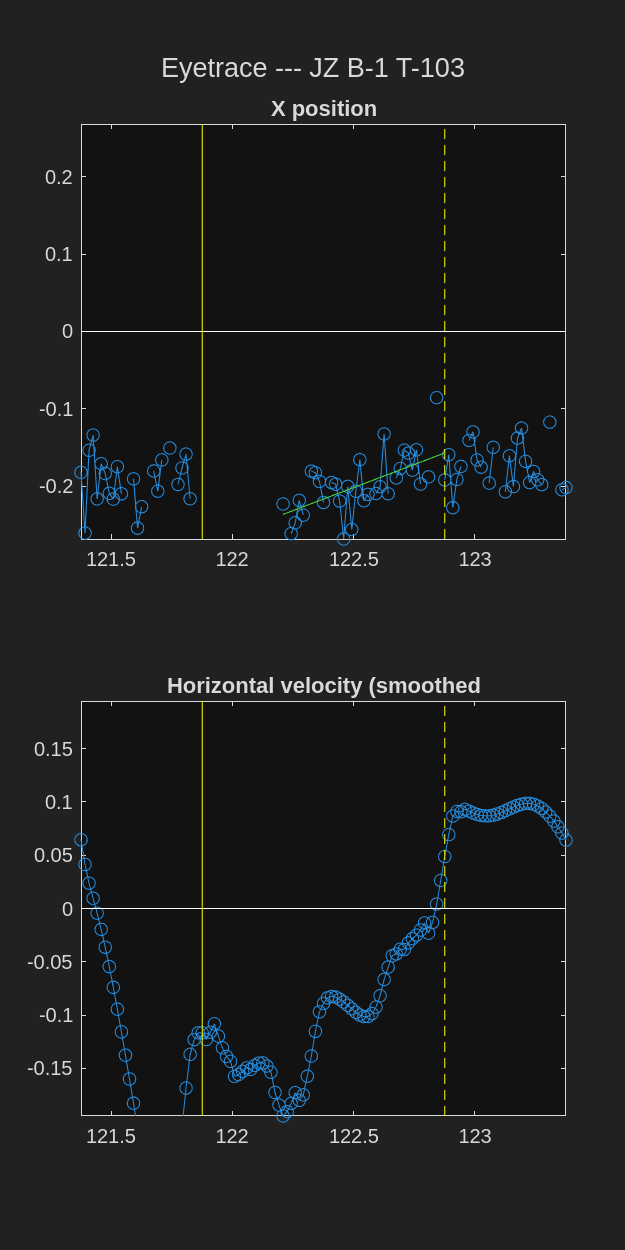 Eyetrace --- JZ B-1 T-103
X position
0.2
0.1
0
-0.1
-0.2
121.5 122 122.5 123
Horizontal velocity (smoothed
0.15
0.1
0.05
0
-0.05
-0.1
-0.15
121.5 122 122.5 123